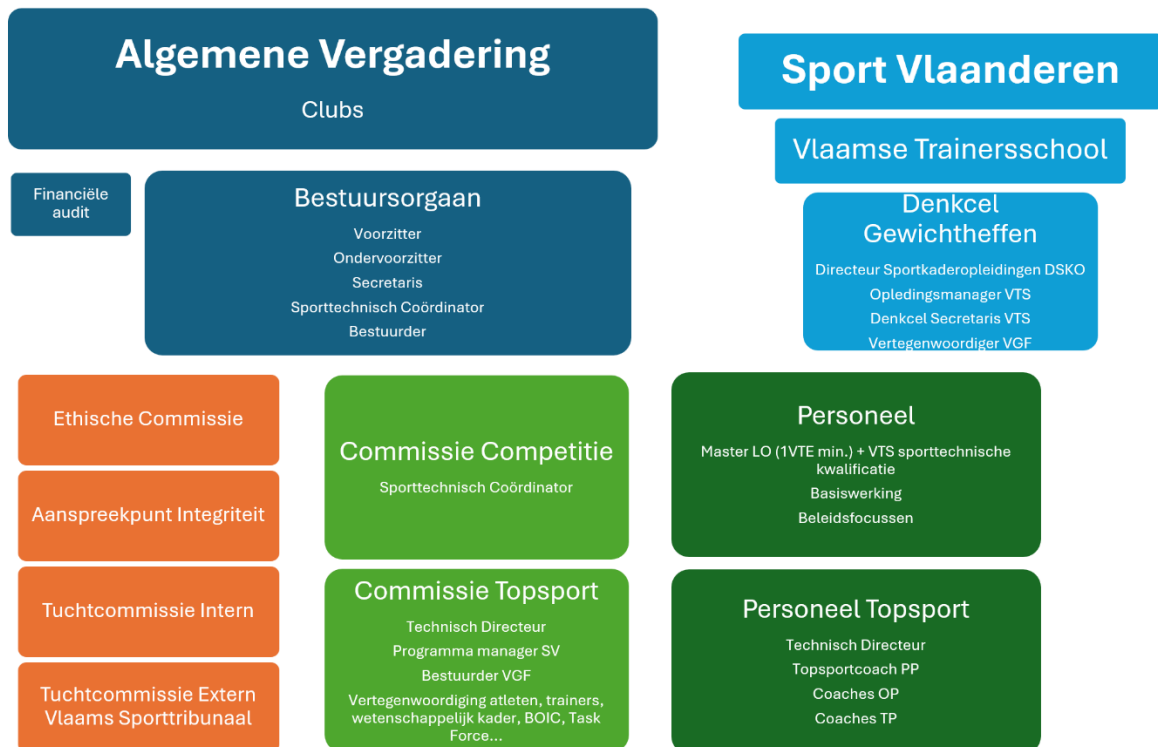 Algemene Vergadering
Clubs
Sport Vlaanderen
Vlaamse Trainersschool
Financiële
audit
Bestuursorgaan
Voorzitter
Ondervoorzitter
Secretaris
Sporttechnisch Coördinator
Bestuurder
Denkcel
Gewichtheffen
Directeur Sportkaderopleidingen DSKO
Opledingsmanager VTS
Denkcel Secretaris VTS
Vertegenwoordiger VGF
Ethische Commissie
Aanspreekpunt Integriteit
Tuchtcommissie Intern
Tuchtcommissie Extern
Vlaams Sporttribunaal
Commissie Competitie
Sporttechnisch Coördinator
Commissie Topsport
Technisch Directeur
Programma manager SV
Bestuurder VGF
Vertegenwoordiging atleten, trainers,
wetenschappelijk kader, BOIC, Task
Force...
Personeel
Master LO (1VTE min.) + VTS sporttechnische
kwalificatie
Basiswerking
Beleidsfocussen
Personeel Topsport
Technisch Directeur
Topsportcoach PP
Coaches OP
Coaches TP